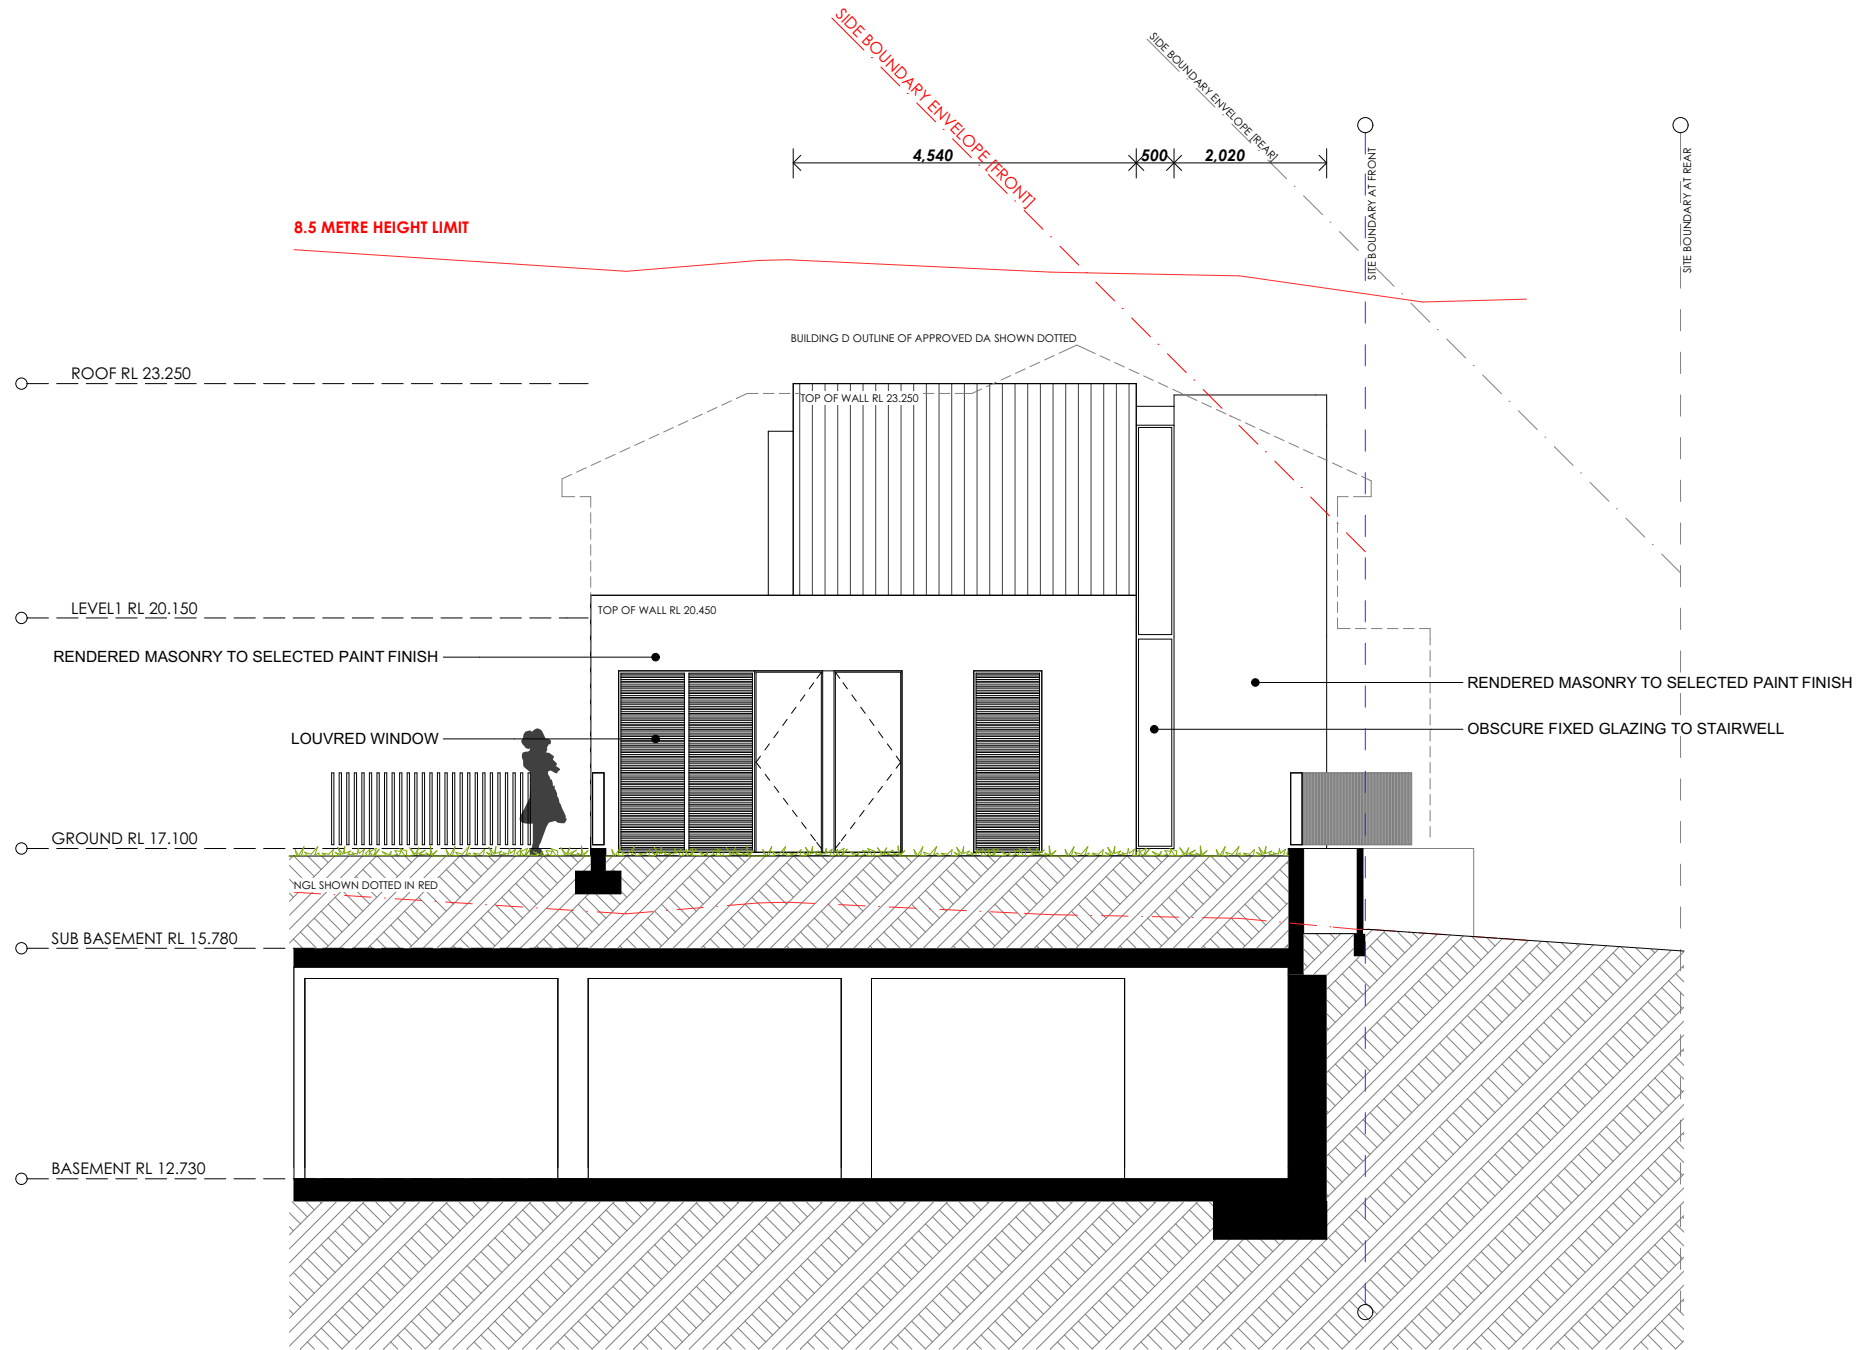 SIDE BOUNDARY ENVELOPE [FRONT]
SIDE BOUNDARY ENVELOPE [REAR]
4,540
500
2,020
SITE BOUNDARY AT FRONT
SITE BOUNDARY AT REAR
8.5 METRE HEIGHT LIMIT
BUILDING D OUTLINE OF APPROVED DA SHOWN DOTTED
ROOF RL 23.250
TOP OF WALL RL 23.250
LEVEL1 RL 20.150
TOP OF WALL RL 20.450
RENDERED MASONRY TO SELECTED PAINT FINISH
RENDERED MASONRY TO SELECTED PAINT FINISH
LOUVRED WINDOW
OBSCURE FIXED GLAZING TO STAIRWELL
GROUND RL 17.100
NGL SHOWN DOTTED IN RED
SUB BASEMENT RL 15.780
BASEMENT RL 12.730